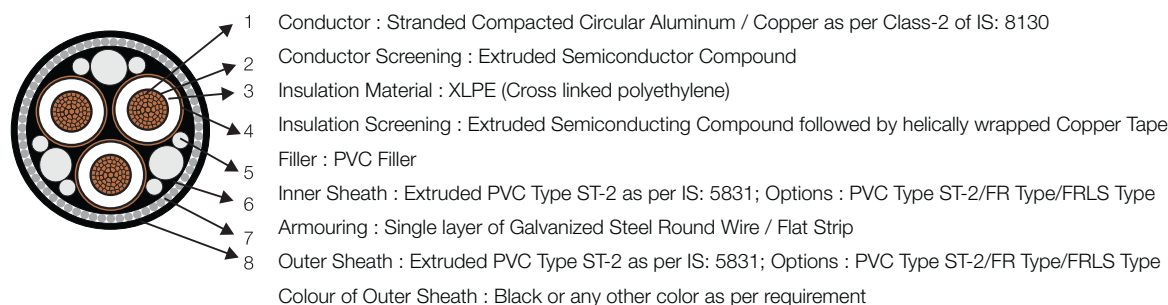 1 Conductor : Stranded Compacted Circular Aluminum / Copper as per Class-2 of IS: 8130
2 Conductor Screening : Extruded Semiconductor Compound
3 Insulation Material : XLPE (Cross linked polyethylene)
4 Insulation Screening : Extruded Semiconducting Compound followed by helically wrapped Copper Tape
5 Filler : PVC Filler
6 Inner Sheath : Extruded PVC Type ST-2 as per IS: 5831; Options : PVC Type ST-2/FR Type/FRLS Type
7 Armouring : Single layer of Galvanized Steel Round Wire / Flat Strip
8 Outer Sheath : Extruded PVC Type ST-2 as per IS: 5831; Options : PVC Type ST-2/FR Type/FRLS Type
Colour of Outer Sheath : Black or any other color as per requirement